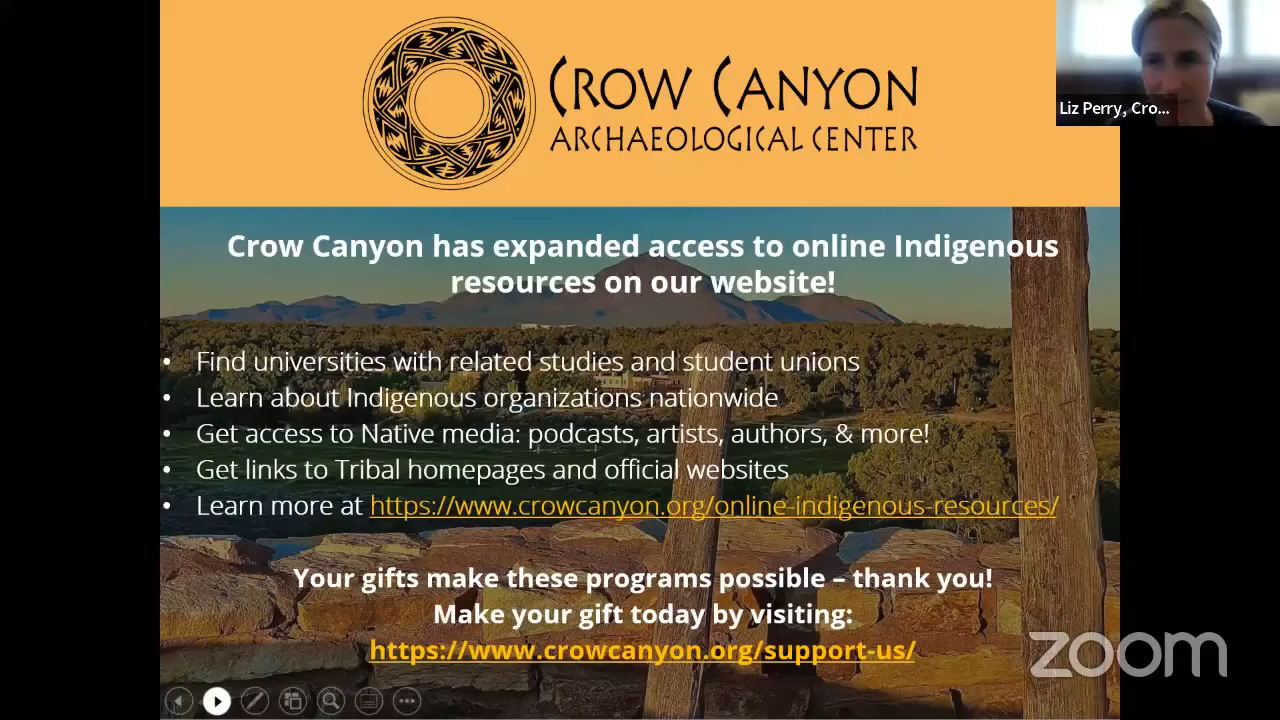 CROW CANYON
ARCHAEOLOGICAL CENTER
Liz Perry, Cro...
Crow Canyon has expanded access to online Indigenous
resources on our website!
• Find universities with related studies and student unions
• Learn about Indigenous organizations nationwide
• Get access to Native media: podcasts, artists, authors, & more!
• Get links to Tribal homepages and official websites
• Learn more at https://www.crowcanyon.org/online-indigenous-resources/
Your gifts make these programs possible – thank you!
Make your gift today by visiting:
https://www.crowcanyon.org/support-us/
zoom